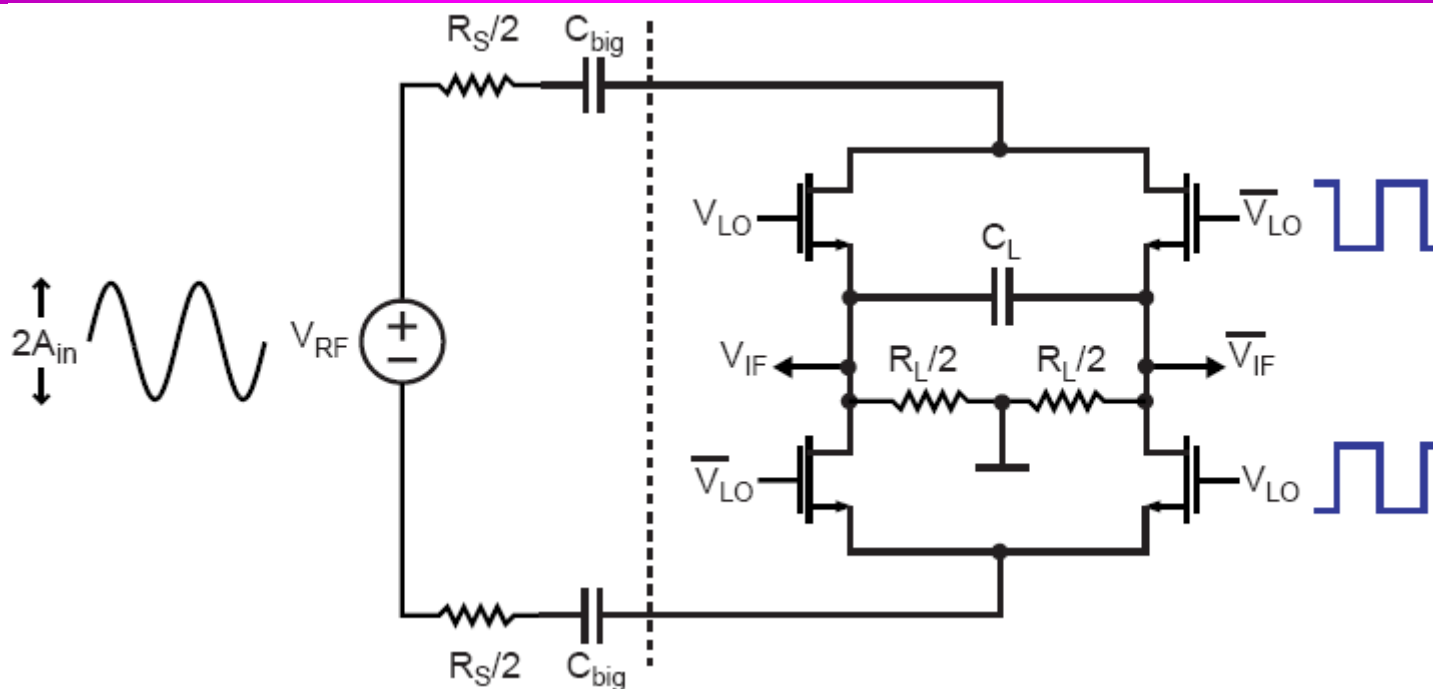 R_S/2
C_big
V_LO
V̅_LO
C_L
2A_in
V_RF
V_IF
R_L/2
R_L/2
V̅_IF
V̅_LO
V_LO
R_S/2
C_big